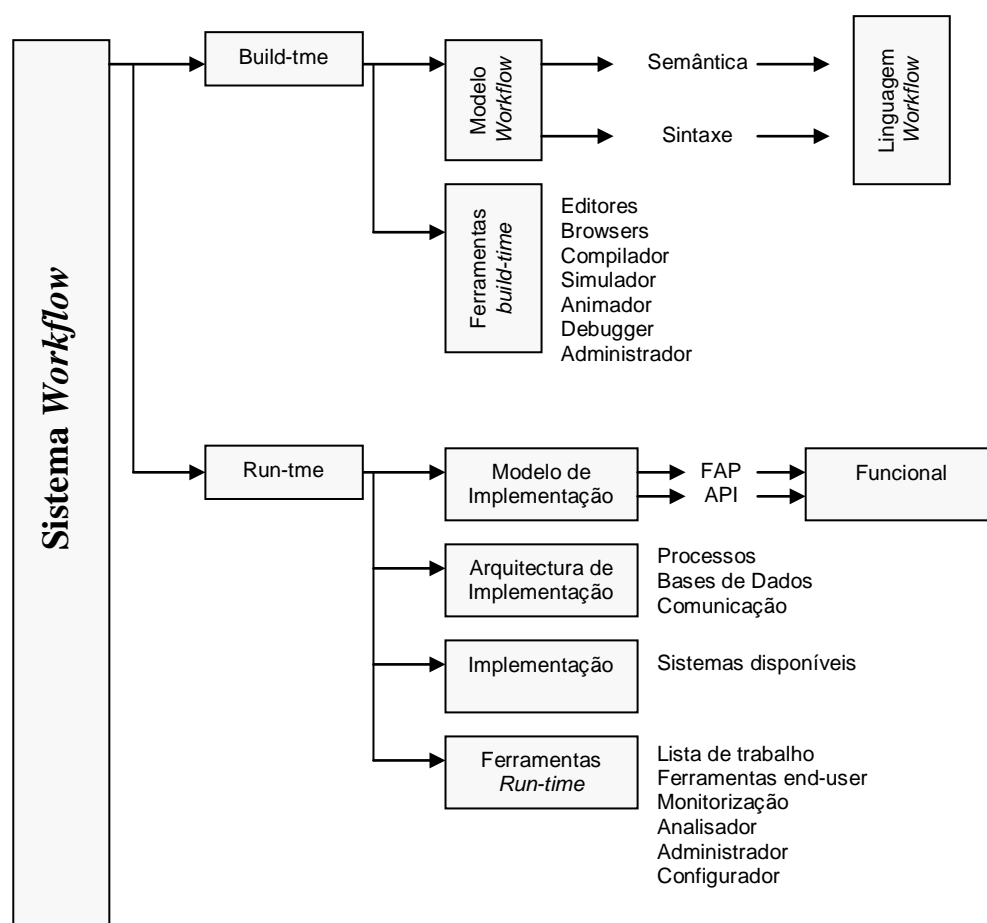 Sistema Workflow
Build-tme
Modelo
Workflow
Semântica
Sintaxe
Linguagem
Workflow
Ferramentas
build-time
Editores
Browsers
Compilador
Simulador
Animador
Debugger
Administrador
Run-tme
Modelo de
Implementação
FAP
API
Funcional
Arquitectura de
Implementação
Processos
Bases de Dados
Comunicação
Implementação
Sistemas disponíveis
Ferramentas
Run-time
Lista de trabalho
Ferramentas end-user
Monitorização
Analisador
Administrador
Configurador